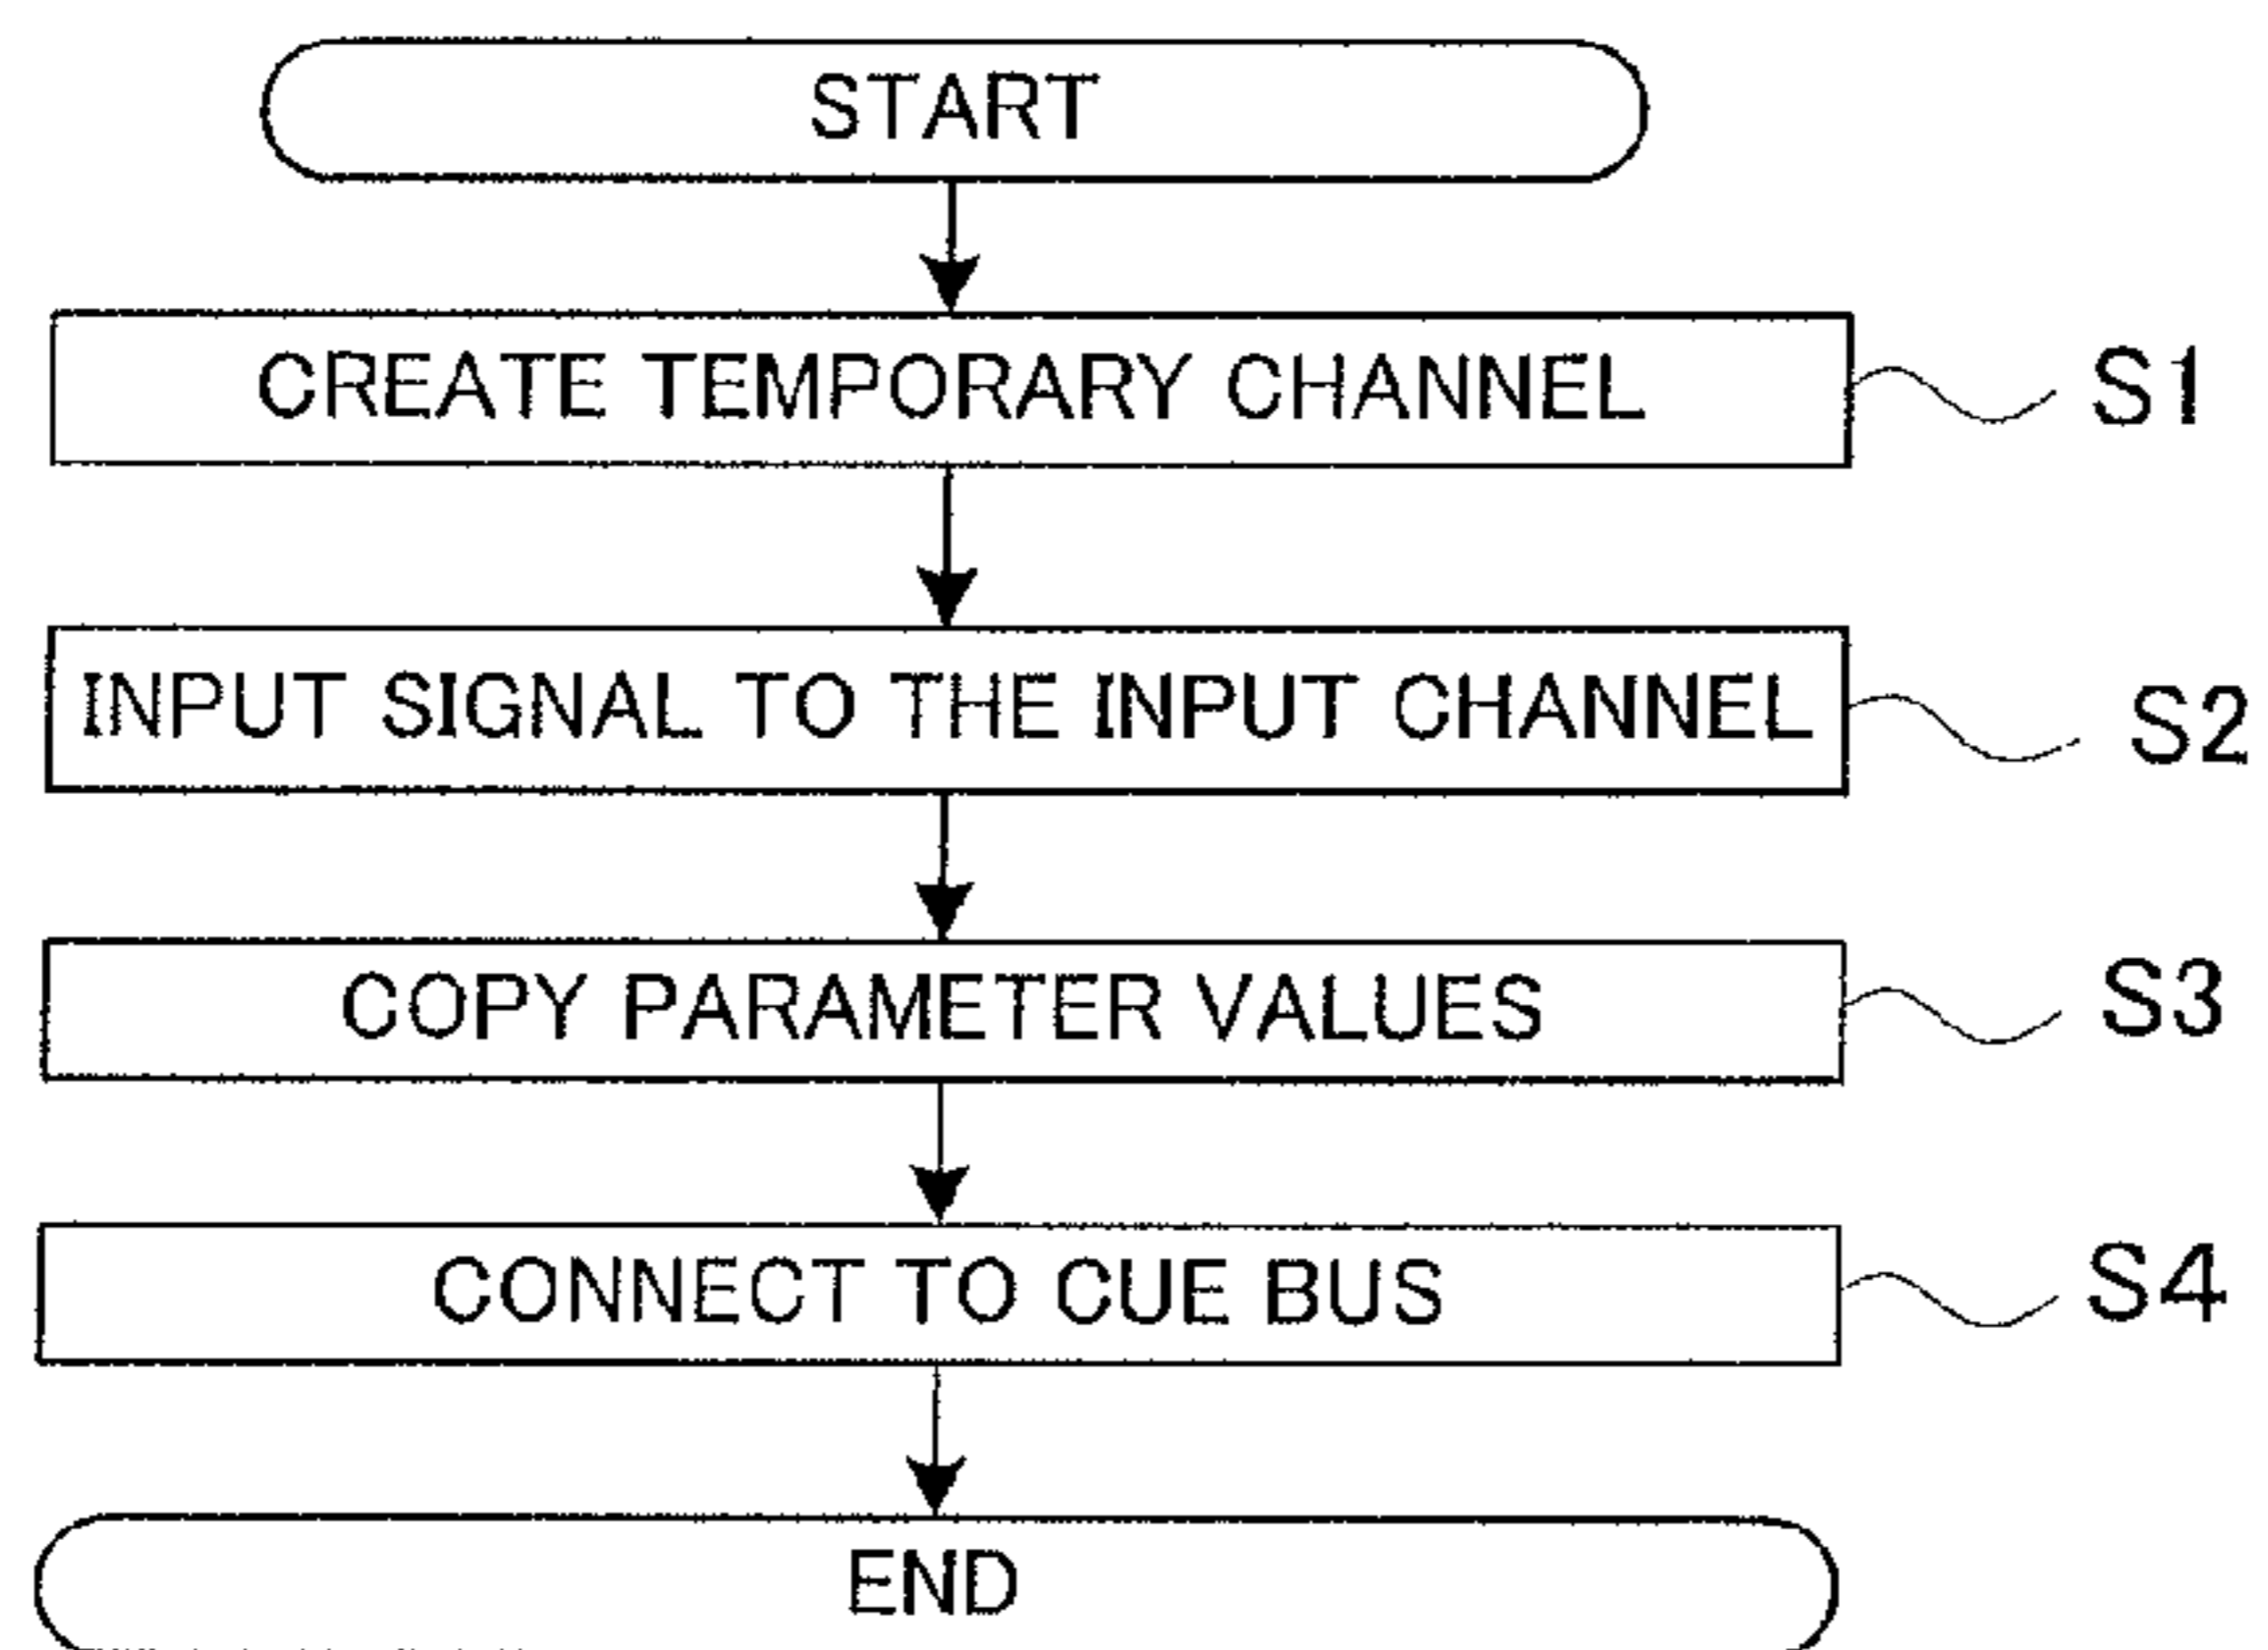 START
CREATE TEMPORARY CHANNEL
S1
INPUT SIGNAL TO THE INPUT CHANNEL
S2
COPY PARAMETER VALUES
S3
CONNECT TO CUE BUS
S4
END